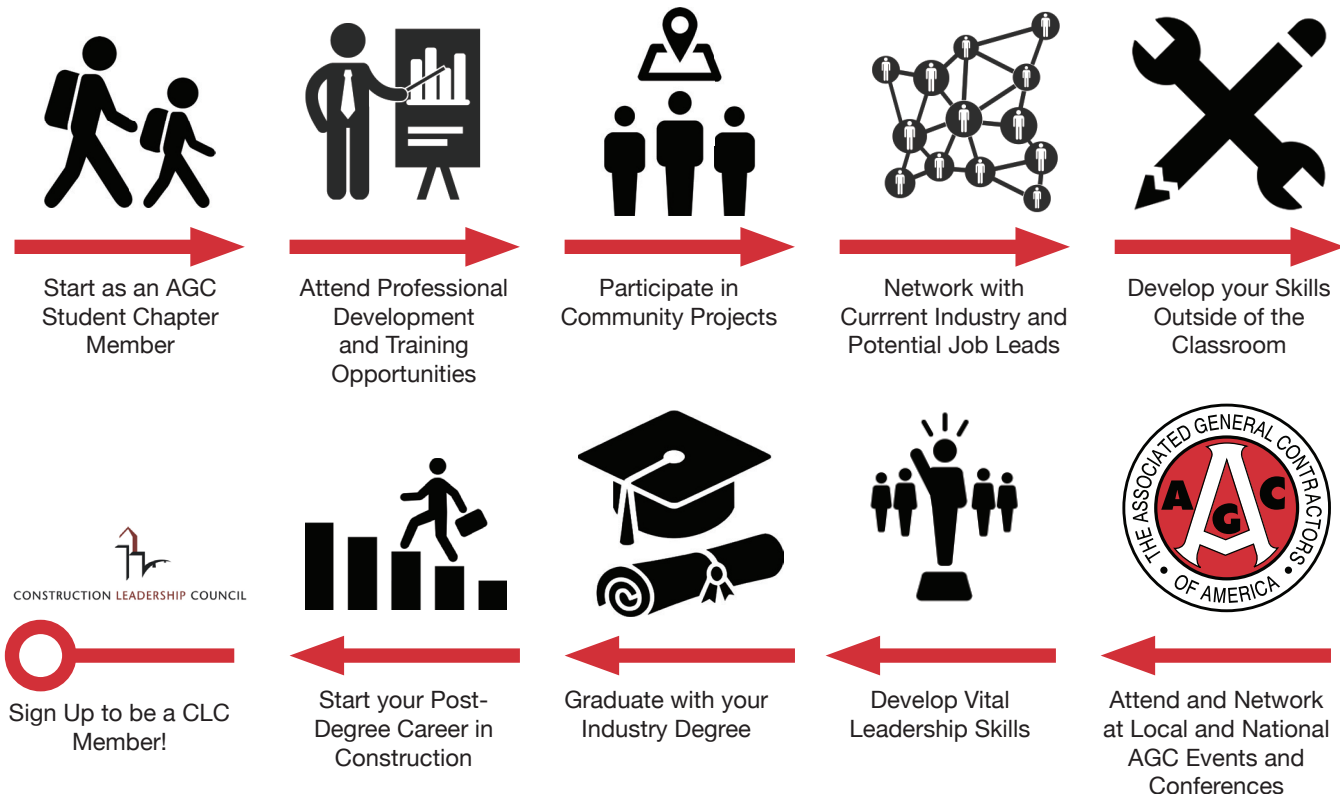 Start as an AGC
Student Chapter
Member
Attend Professional
Development
and Training
Opportunities
Participate in
Community Projects
Network with
Currrent Industry and
Potential Job Leads
Develop your Skills
Outside of the
Classroom
THE ASSOCIATED GENERAL CONTRACTORS
• OF AMERICA •
A G C
Attend and Network
at Local and National
AGC Events and
Conferences
Develop Vital
Leadership Skills
Graduate with your
Industry Degree
Start your Post-
Degree Career in
Construction
CONSTRUCTION LEADERSHIP COUNCIL
Sign Up to be a CLC
Member!